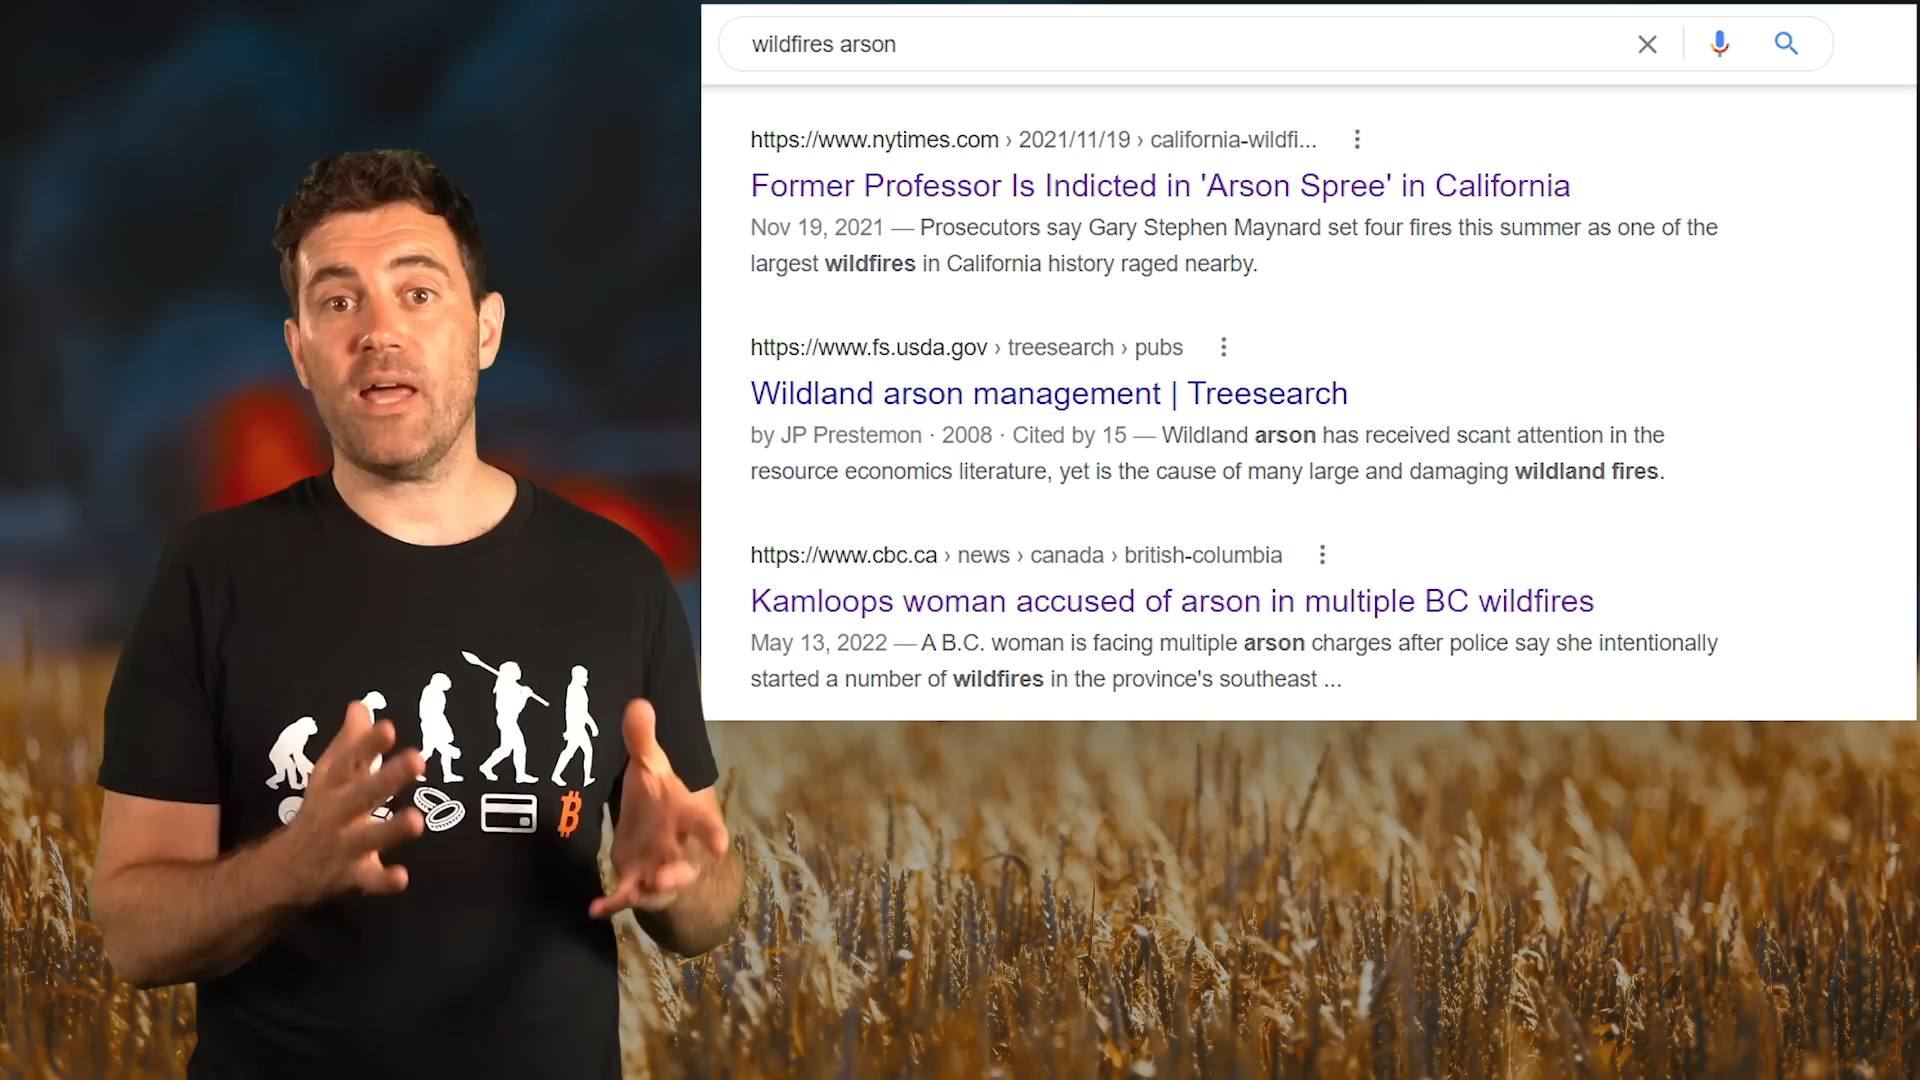 wildfires arson
https://www.nytimes.com › 2021/11/19 › california-wildfi...
Former Professor Is Indicted in 'Arson Spree' in California
Nov 19, 2021 — Prosecutors say Gary Stephen Maynard set four fires this summer as one of the
largest wildfires in California history raged nearby.
https://www.fs.usda.gov › treesearch › pubs
Wildland arson management | Treesearch
by JP Prestemon · 2008 · Cited by 15 — Wildland arson has received scant attention in the
resource economics literature, yet is the cause of many large and damaging wildland fires.
https://www.cbc.ca › news › canada › british-columbia
Kamloops woman accused of arson in multiple BC wildfires
May 13, 2022 — A B.C. woman is facing multiple arson charges after police say she intentionally
started a number of wildfires in the province's southeast ...